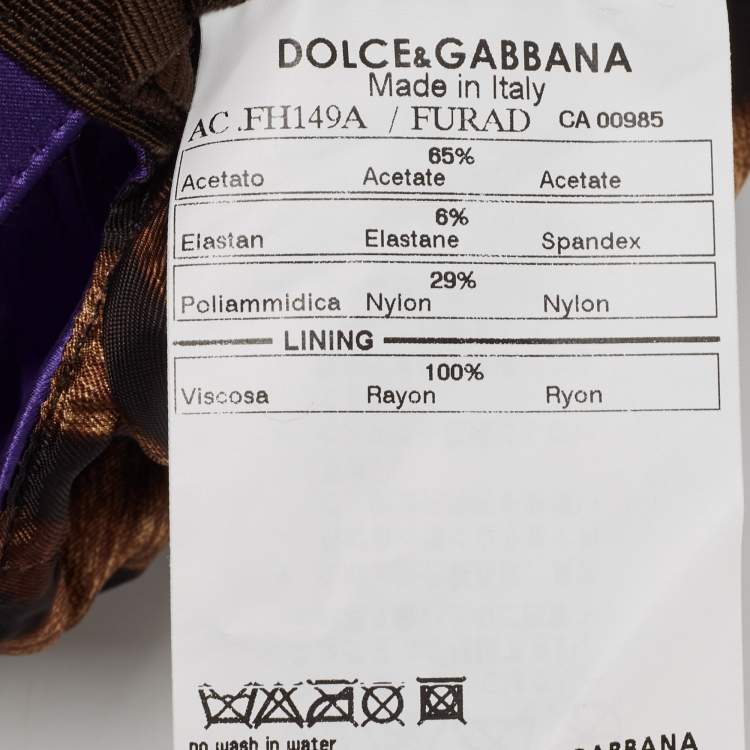 DOLCE&GABBANA
Made in Italy
AC.FH149A / FURAD CA 00985
65%
Acetato Acetate Acetate
6%
Elastan Elastane Spandex
29%
Poliammidica Nylon Nylon
LINING
100%
Viscosa Rayon Ryon
no wash in water
GABBANA